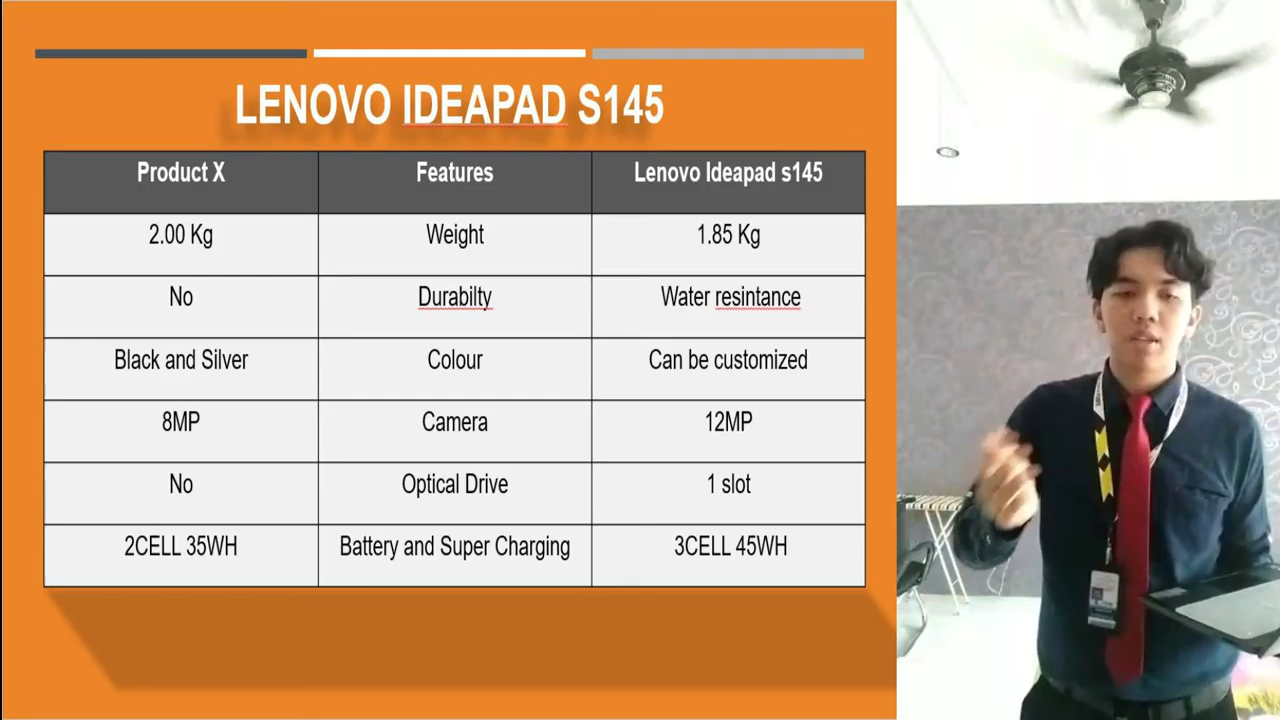 LENOVO IDEAPAD S145
Product X Features Lenovo Ideapad s145
2.00 Kg Weight 1.85 Kg
No Durabilty Water resintance
Black and Silver Colour Can be customized
8MP Camera 12MP
No Optical Drive 1 slot
2CELL 35WH Battery and Super Charging 3CELL 45WH